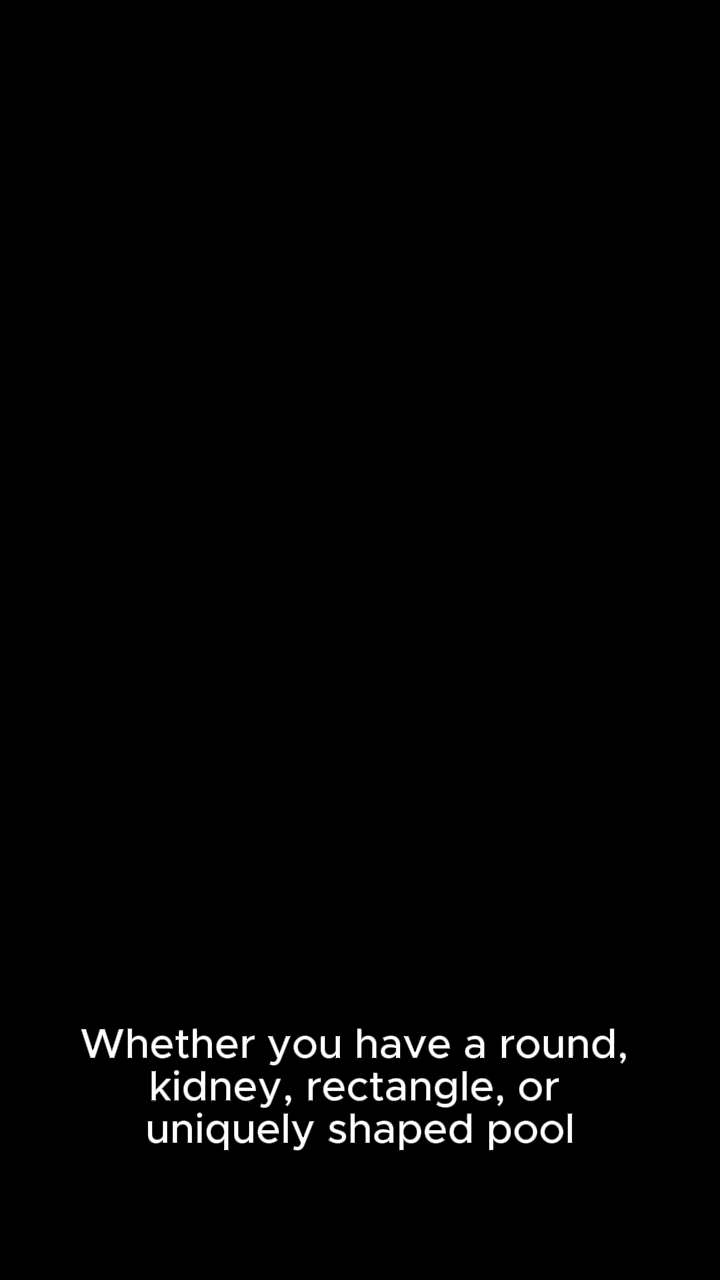 Whether you have a round,
kidney, rectangle, or
uniquely shaped pool